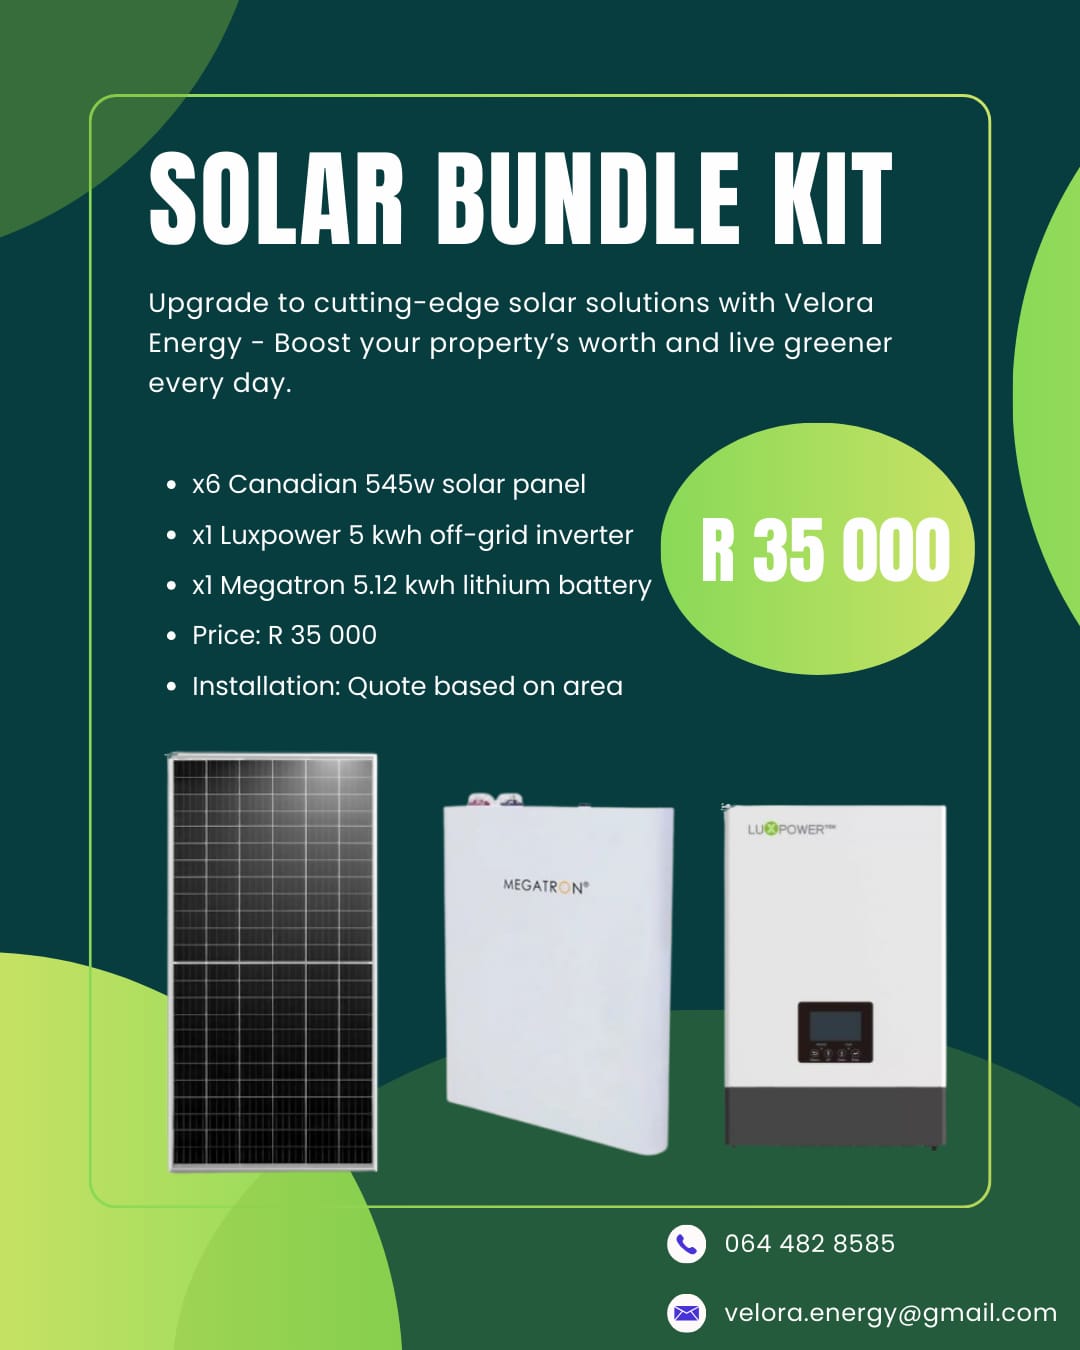 SOLAR BUNDLE KIT
Upgrade to cutting-edge solar solutions with Velora
Energy - Boost your property’s worth and live greener
every day.
• x6 Canadian 545w solar panel
• x1 Luxpower 5 kwh off-grid inverter
• x1 Megatron 5.12 kwh lithium battery
• Price: R 35 000
• Installation: Quote based on area
R 35 000
MEGATRON®
LUXPOWER
064 482 8585
velora.energy@gmail.com